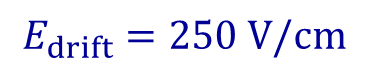 E_drift = 250 V/cm